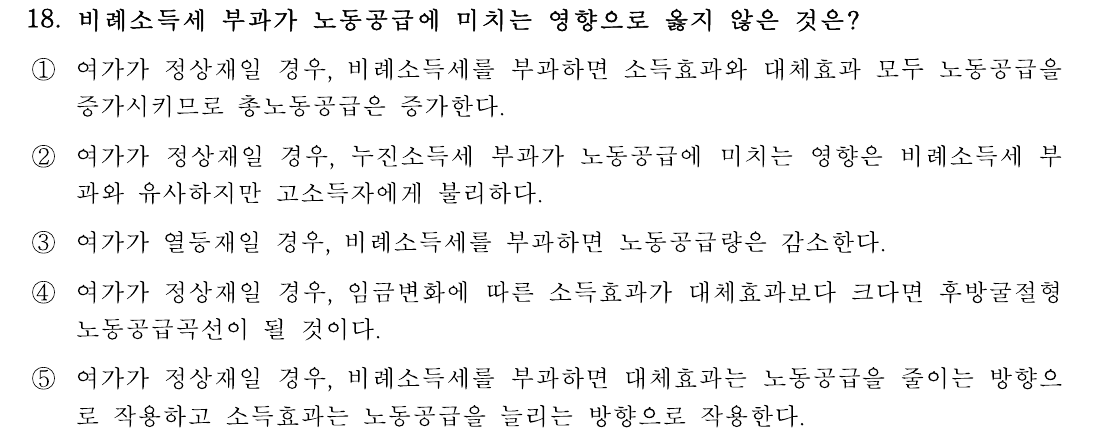 18. 비례소득세 부과가 노동공급에 미치는 영향으로 옳지 않은 것은?
① 여가가 정상재일 경우, 비례소득세를 부과하면 소득효과와 대체효과 모두 노동공급을
증가시키므로 총노동공급은 증가한다.
② 여가가 정상재일 경우, 누진소득세 부과가 노동공급에 미치는 영향은 비례소득세 부
과와 유사하지만 고소득자에게 불리하다.
③ 여가가 열등재일 경우, 비례소득세를 부과하면 노동공급량은 감소한다.
④ 여가가 정상재일 경우, 임금변화에 따른 소득효과가 대체효과보다 크다면 후방굴절형
노동공급곡선이 될 것이다.
⑤ 여가가 정상재일 경우, 비례소득세를 부과하면 대체효과는 노동공급을 줄이는 방향으
로 작용하고 소득효과는 노동공급을 늘리는 방향으로 작용한다.